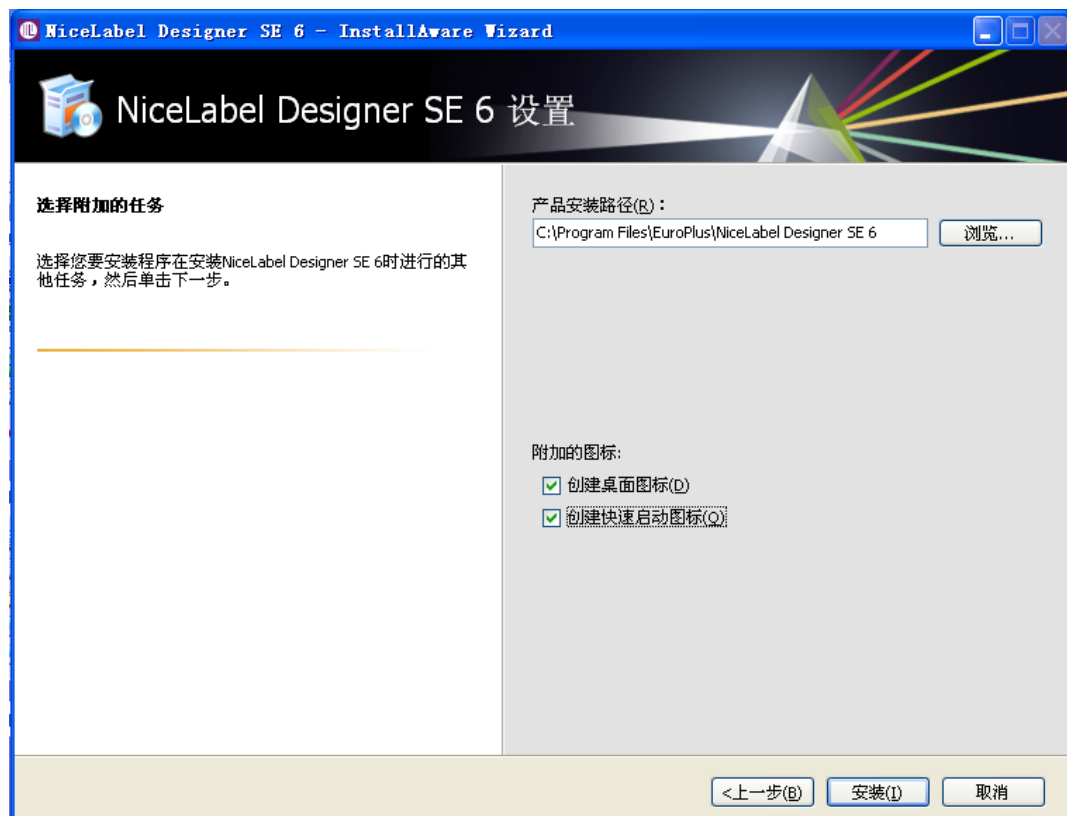 NiceLabel Designer SE 6 - InstallAware Wizard
NiceLabel Designer SE 6 设置
选择附加的任务
选择您要安装程序在安装NiceLabel Designer SE 6时进行的其
他任务，然后单击下一步。
产品安装路径(R)：
C:\Program Files\EuroPlus\NiceLabel Designer SE 6
浏览...
附加的图标:
创建桌面图标(D)
创建快速启动图标(Q)
<上一步(B)
安装(I)
取消